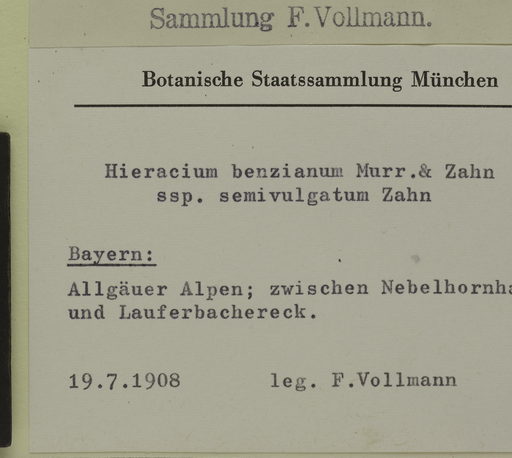 Sammlung F.Vollmann.
Botanische Staatssammlung München
Hieracium benzianum Murr.& Zahn
ssp. semivulgatum Zahn
Bayern:
Allgäuer Alpen; zwischen
und Lauferbachereck.
19.7.1908 leg. F.Vollmann